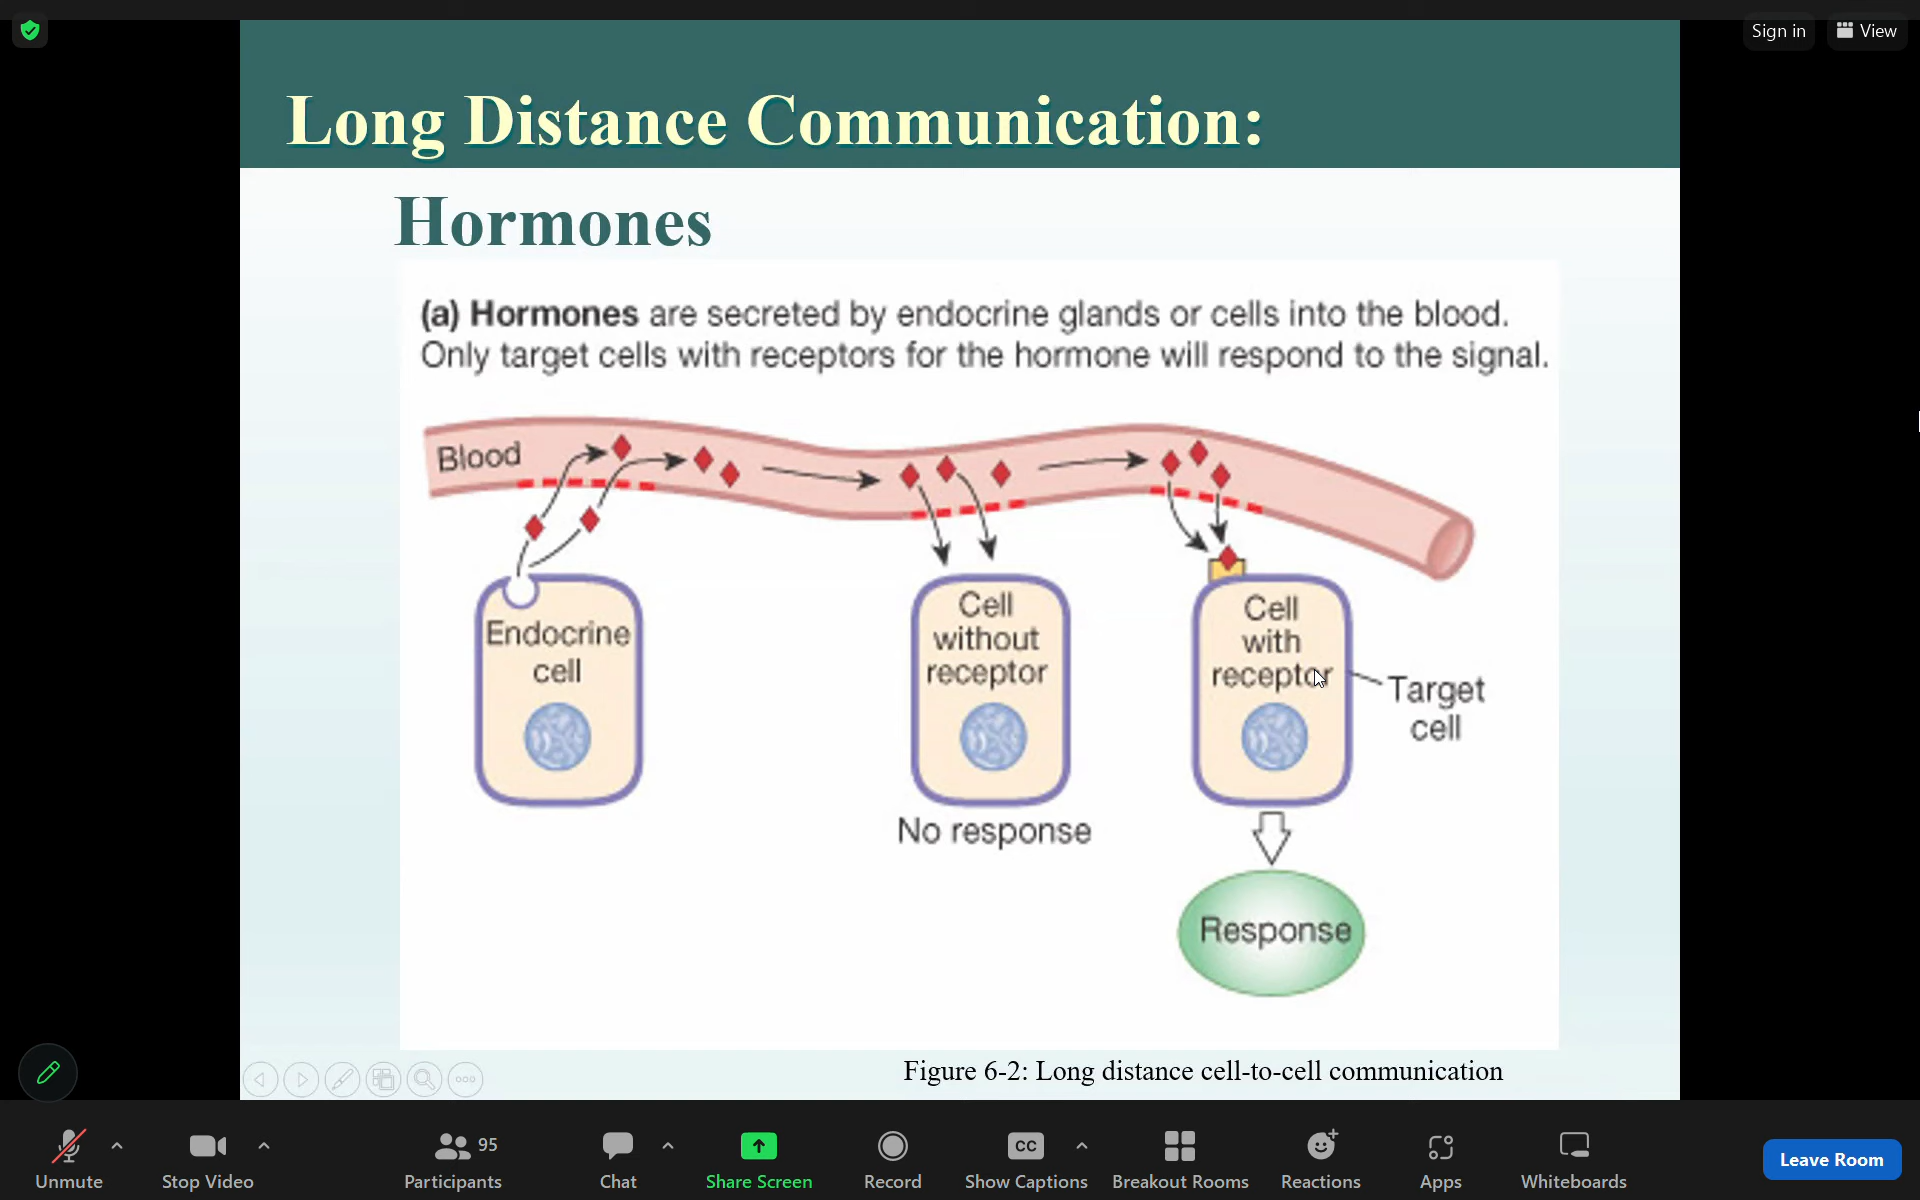 Sign in
View
Long Distance Communication:
Hormones
(a) Hormones are secreted by endocrine glands or cells into the blood.
Only target cells with receptors for the hormone will respond to the signal.
Blood
Endocrine
cell
Cell
without
receptor
No response
Cell
with
receptor
Target
cell
Response
Figure 6-2: Long distance cell-to-cell communication
Unmute
Stop Video
95
Participants
Chat
Share Screen
Record
CC
Show Captions
Breakout Rooms
Reactions
Apps
Whiteboards
Leave Room